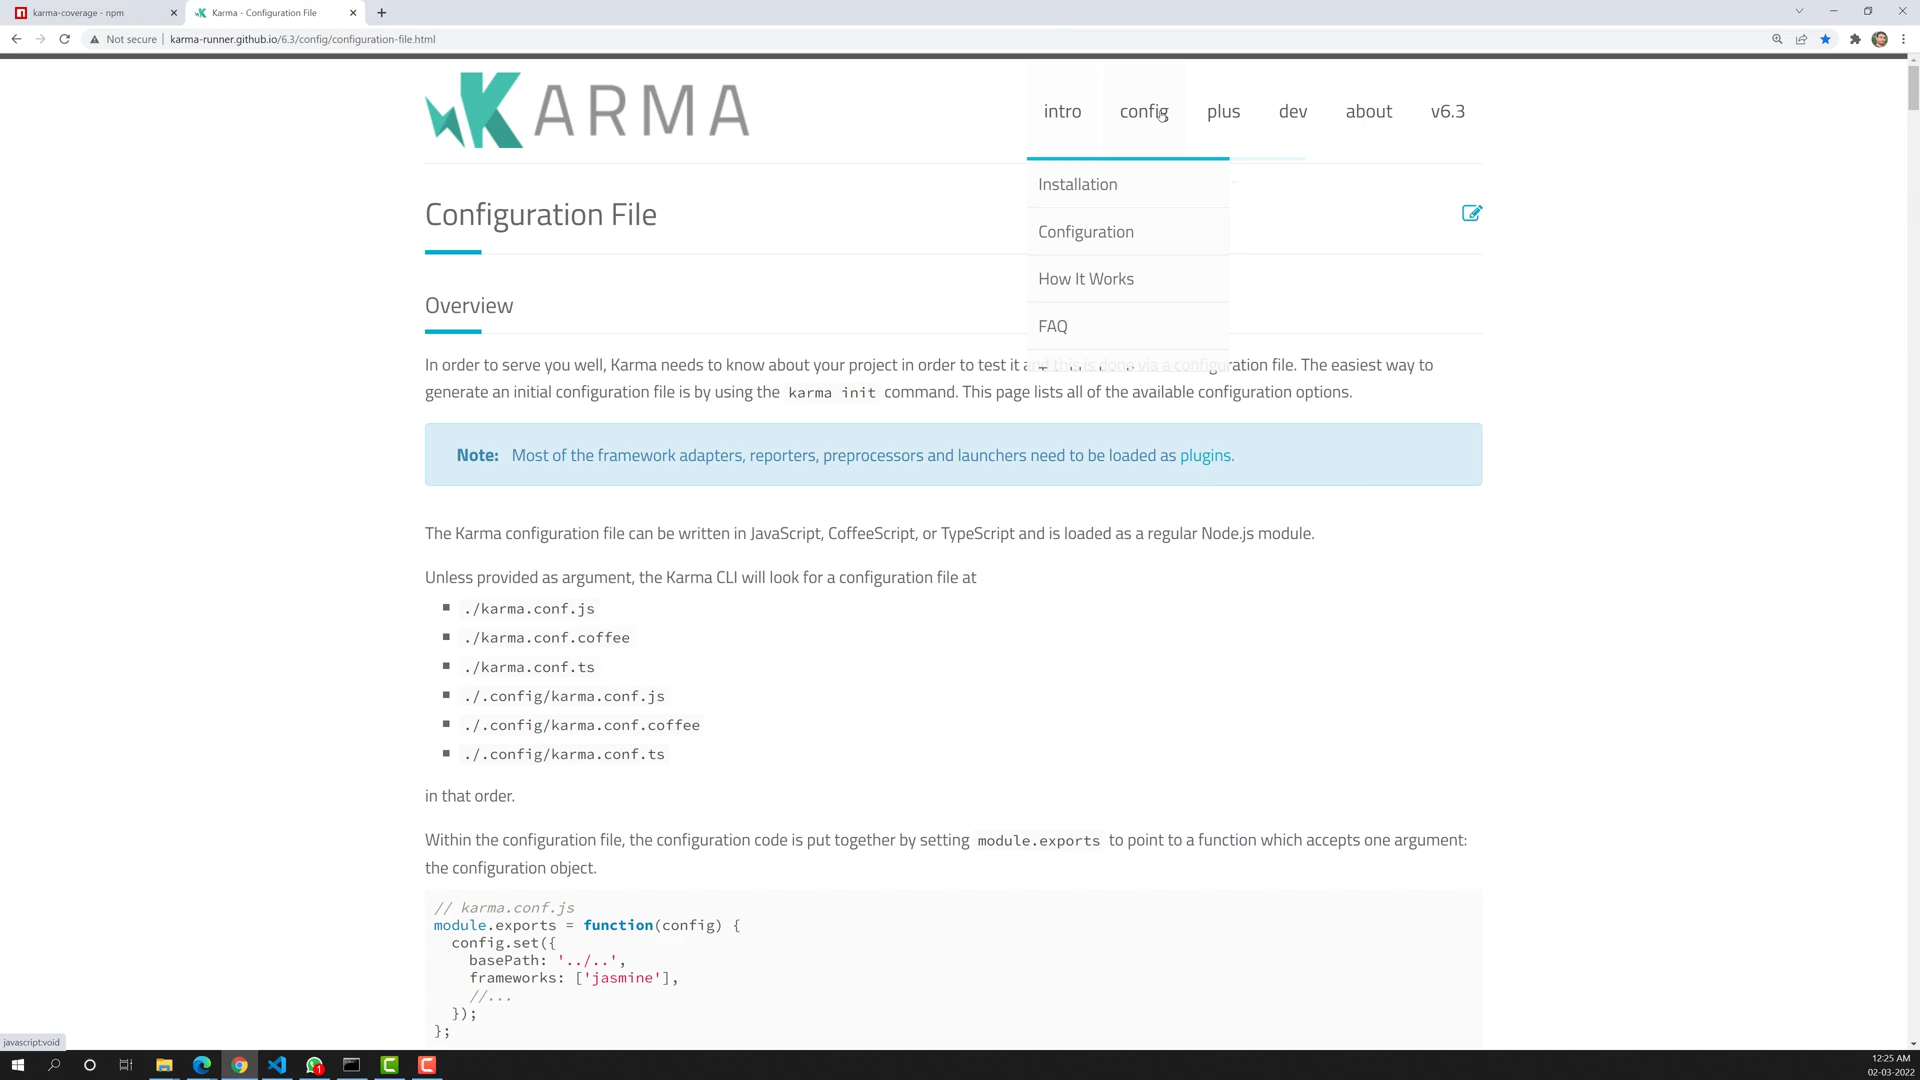 karma-coverage - npm
Karma - Configuration File
Not secure
karma-runner.github.io/6.3/config/configuration-file.html
KARMA
intro
config
plus
dev
about
v6.3
Installation
Configuration
How It Works
FAQ
Configuration File
Overview
In order to serve you well, Karma needs to know about your project in order to test it and this is done via a configuration file. The easiest way to
generate an initial configuration file is by using the karma init command. This page lists all of the available configuration options.
Note: Most of the framework adapters, reporters, preprocessors and launchers need to be loaded as plugins.
The Karma configuration file can be written in JavaScript, CoffeeScript, or TypeScript and is loaded as a regular Node.js module.
Unless provided as argument, the Karma CLI will look for a configuration file at
./karma.conf.js
./karma.conf.coffee
./karma.conf.ts
./.config/karma.conf.js
./.config/karma.conf.coffee
./.config/karma.conf.ts
in that order.
Within the configuration file, the configuration code is put together by setting module.exports to point to a function which accepts one argument:
the configuration object.
// karma.conf.js
module.exports = function(config) {
config.set({
basePath: '../..',
frameworks: ['jasmine'],
//...
});
};
javascript:void
1
12:25 AM
02-03-2022